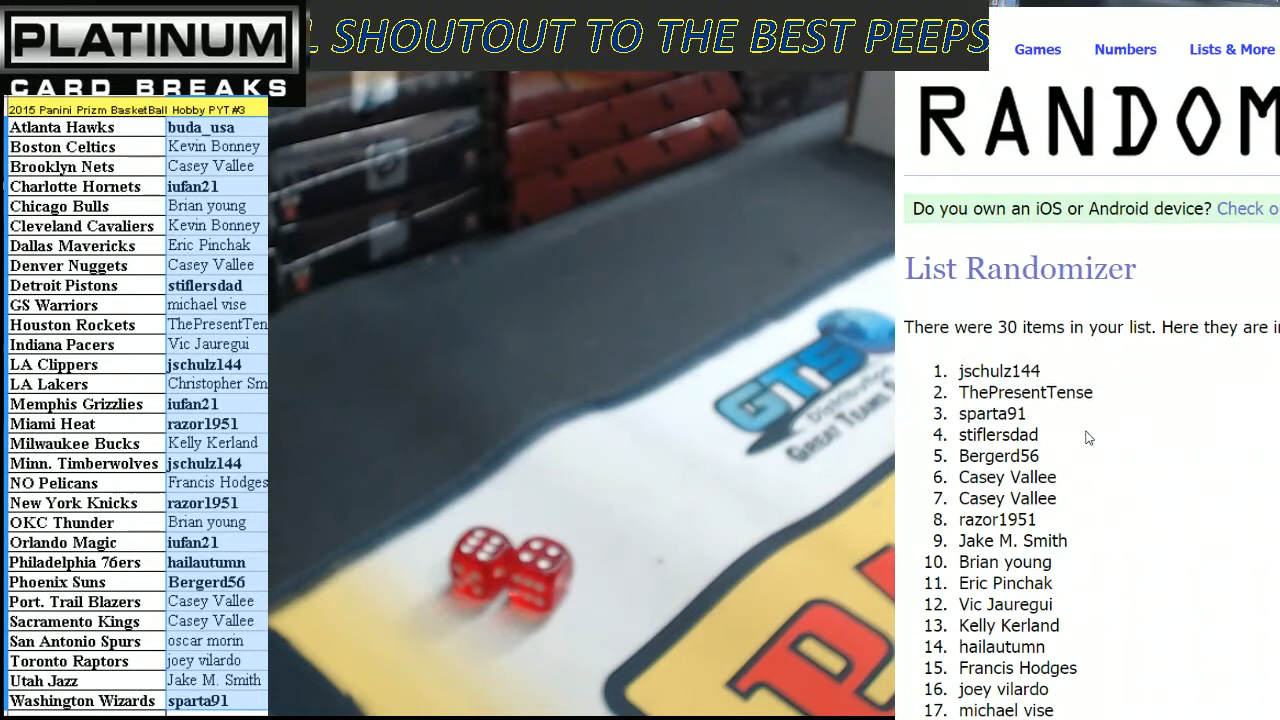 PLATINUM
CARD BREAKS
SHOUTOUT TO THE BEST PEEPS
2015 Panini Prizm BasketBall Hobby PYT #3
Atlanta Hawks buda_usa
Boston Celtics Kevin Bonney
Brooklyn Nets Casey Vallee
Charlotte Hornets iufan21
Chicago Bulls Brian young
Cleveland Cavaliers Kevin Bonney
Dallas Mavericks Eric Pinchak
Denver Nuggets Casey Vallee
Detroit Pistons stiflersdad
GS Warriors michael vise
Houston Rockets ThePresentTen
Indiana Pacers Vic Jauregui
LA Clippers jschulz144
LA Lakers Christopher Sm
Memphis Grizzlies iufan21
Miami Heat razor1951
Milwaukee Bucks Kelly Kerland
Minn. Timberwolves jschulz144
NO Pelicans Francis Hodges
New York Knicks razor1951
OKC Thunder Brian young
Orlando Magic iufan21
Philadelphia 76ers hailautumn
Phoenix Suns Bergerd56
Port. Trail Blazers Casey Vallee
Sacramento Kings Casey Vallee
San Antonio Spurs oscar morin
Toronto Raptors joey vilardo
Utah Jazz Jake M. Smith
Washington Wizards sparta91
GTS
Distribution
GREAT TEAMS
Games Numbers Lists & More
RANDOM
Do you own an iOS or Android device? Check o
List Randomizer
There were 30 items in your list. Here they are i
1. jschulz144
2. ThePresentTense
3. sparta91
4. stiflersdad
5. Bergerd56
6. Casey Vallee
7. Casey Vallee
8. razor1951
9. Jake M. Smith
10. Brian young
11. Eric Pinchak
12. Vic Jauregui
13. Kelly Kerland
14. hailautumn
15. Francis Hodges
16. joey vilardo
17. michael vise